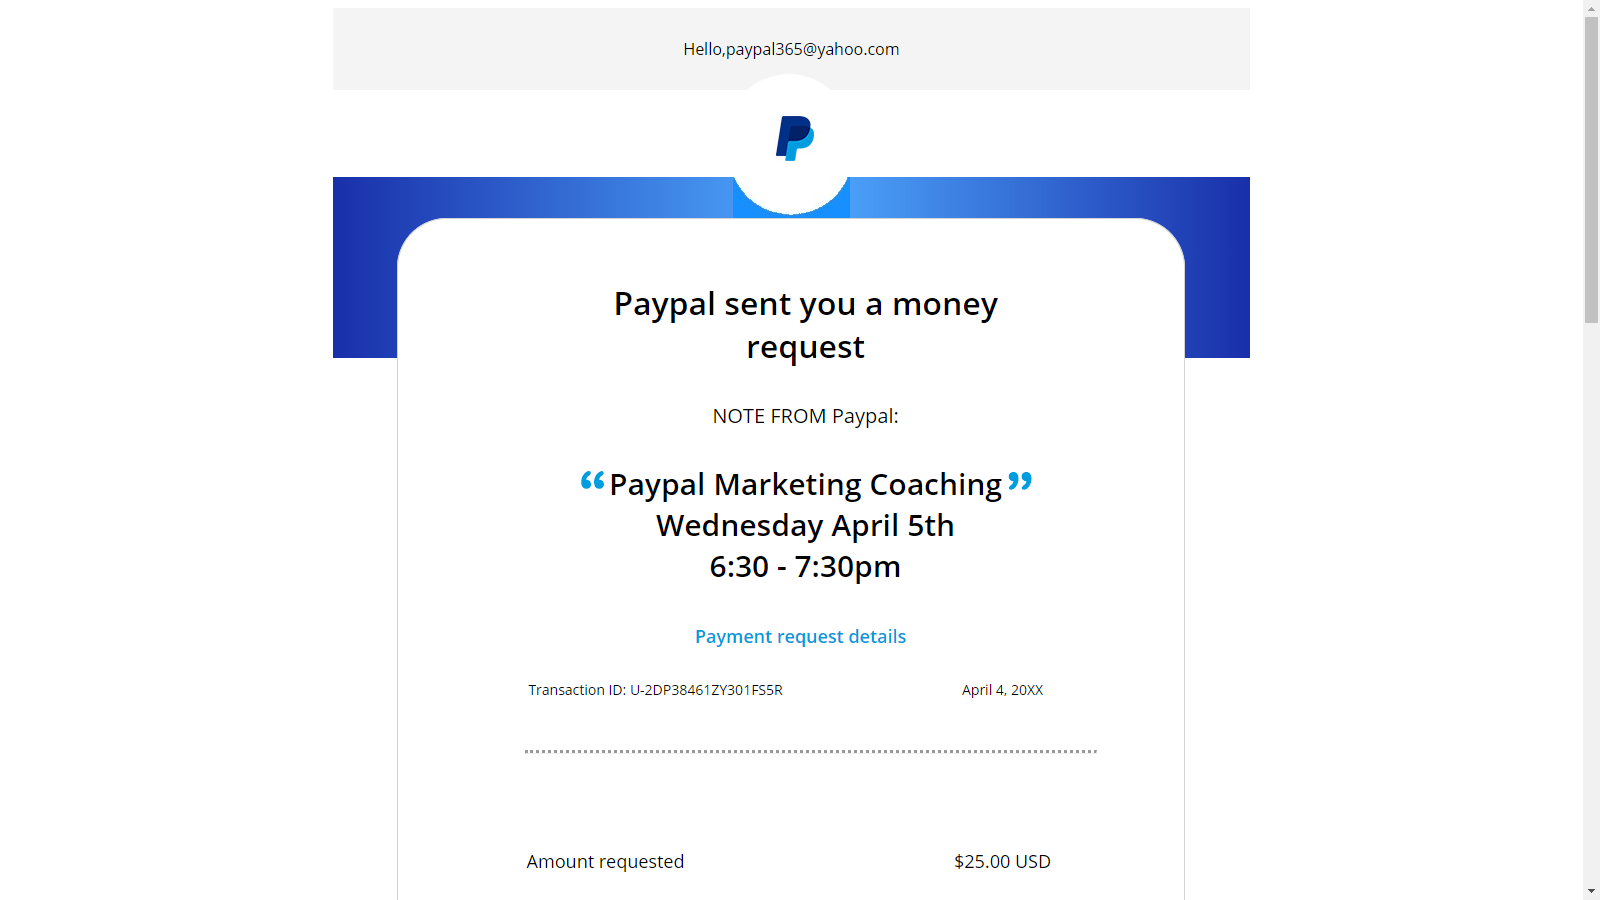 Hello,paypal365@yahoo.com
Paypal sent you a money
request
NOTE FROM Paypal:
“Paypal Marketing Coaching”
Wednesday April 5th
6:30 - 7:30pm
Payment request details
Transaction ID: U-2DP38461ZY301FS5R April 4, 20XX
Amount requested $25.00 USD